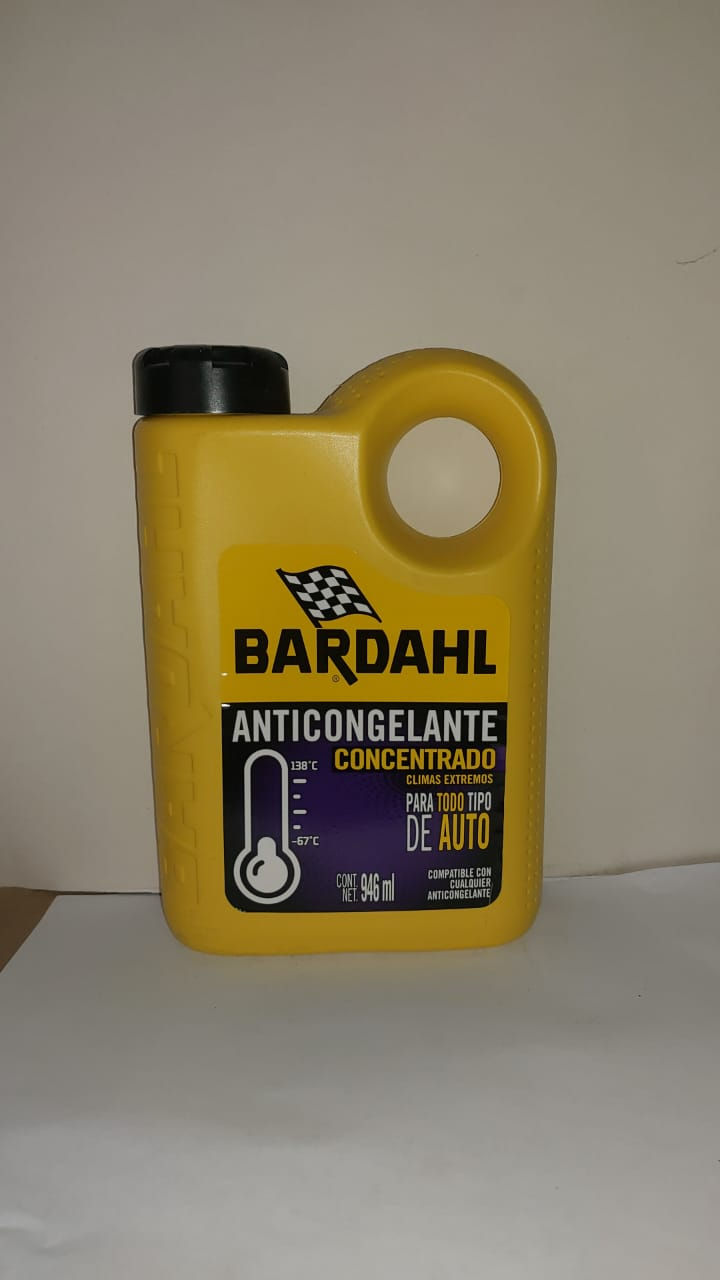 BARDAHL
BARDAHL
®
ANTICONGELANTE
CONCENTRADO
CLIMAS EXTREMOS
138°C
-67°C
PARA TODO TIPO
DE AUTO
CONT.
NET. 946 ml
COMPATIBLE CON
CUALQUIER
ANTICONGELANTE